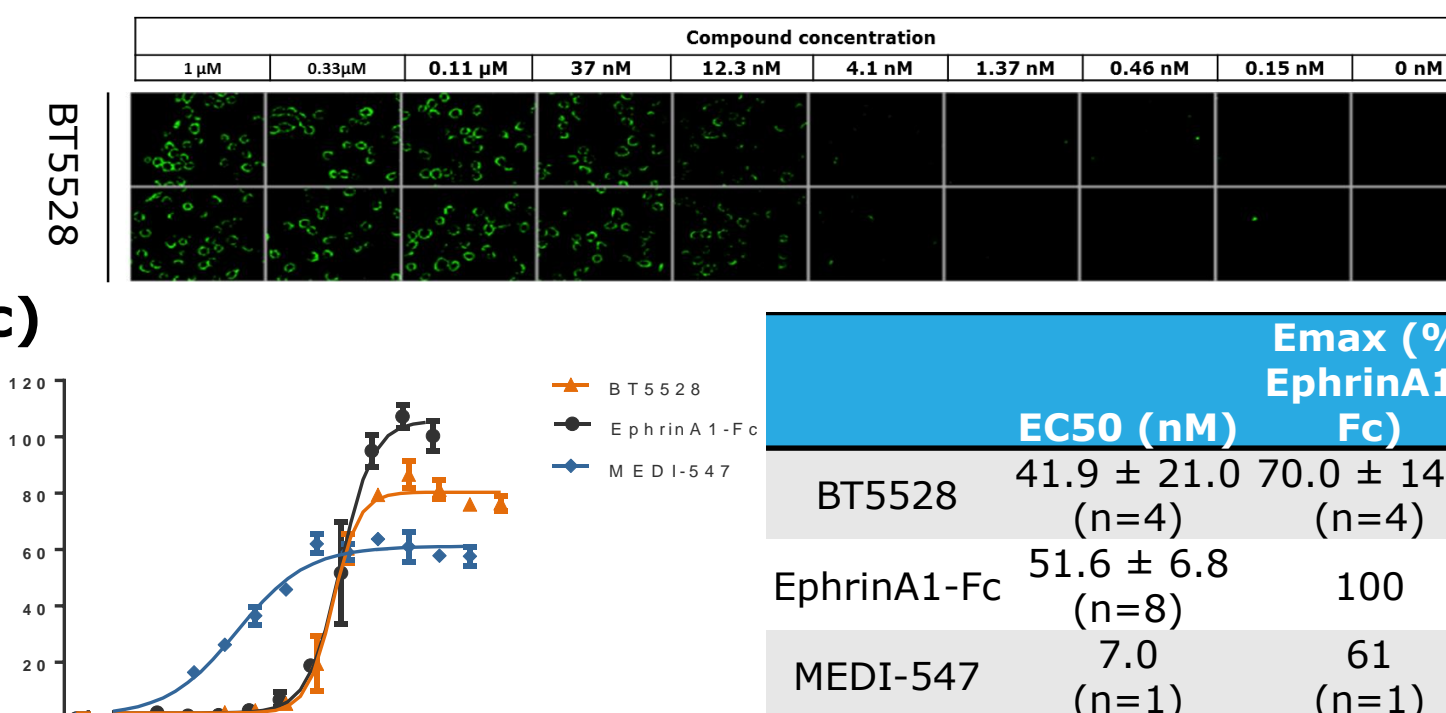 Compound concentration
1 µM 0.33µM 0.11 µM 37 nM 12.3 nM 4.1 nM 1.37 nM 0.46 nM 0.15 nM 0 nM
BT5528
c)
120
100
80
60
40
20
BT5528
EphrinA1-Fc
MEDI-547
Emax (%
EphrinA1
EC50 (nM) Fc)
BT5528 41.9 ± 21.0 70.0 ± 14
(n=4) (n=4)
EphrinA1-Fc 51.6 ± 6.8 100
(n=8)
MEDI-547 7.0 61
(n=1) (n=1)